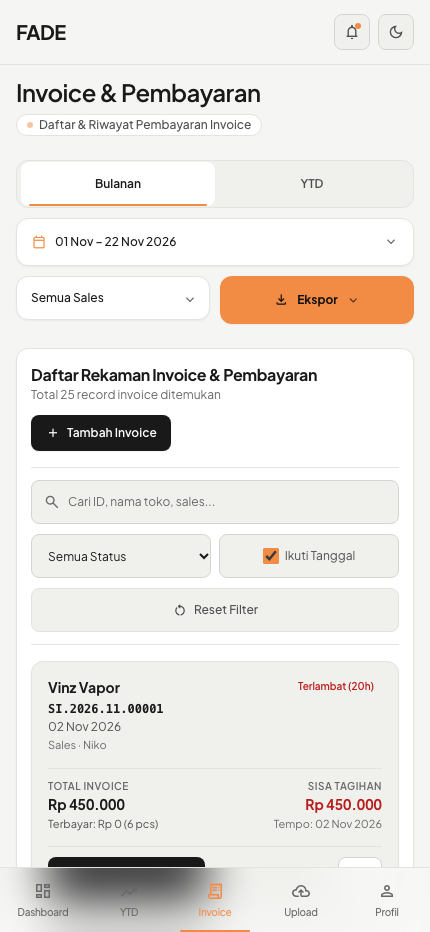 FADE
Invoice & Pembayaran
Daftar & Riwayat Pembayaran Invoice
Bulanan
YTD
01 Nov – 22 Nov 2026
Semua Sales
Ekspor
Daftar Rekaman Invoice & Pembayaran
Total 25 record invoice ditemukan
Tambah Invoice
Cari ID, nama toko, sales...
Semua Status
Ikuti Tanggal
Reset Filter
Vinz Vapor
Terlambat (20h)
SI.2026.11.00001
02 Nov 2026
Sales · Niko
TOTAL INVOICE
SISA TAGIHAN
Rp 450.000
Rp 450.000
Terbayar: Rp 0 (6 pcs)
Tempo: 02 Nov 2026
Dashboard
YTD
Invoice
Upload
Profil